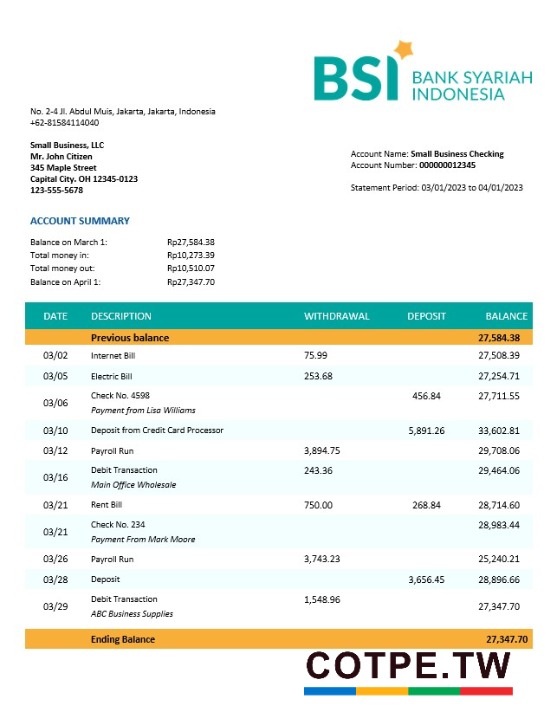 BSI BANK SYARIAH
INDONESIA
No. 2-4 Jl. Abdul Muis, Jakarta, Jakarta, Indonesia
+62-81584114040
Small Business, LLC
Mr. John Citizen
345 Maple Street
Capital City. OH 12345-0123
123-555-5678
Account Name: Small Business Checking
Account Number: 000000012345
Statement Period: 03/01/2023 to 04/01/2023
ACCOUNT SUMMARY
Balance on March 1: Rp27,584.38
Total money in: Rp10,273.39
Total money out: Rp10,510.07
Balance on April 1: Rp27,347.70
DATE DESCRIPTION WITHDRAWAL DEPOSIT BALANCE
Previous balance 27,584.38
03/02 Internet Bill 75.99 27,508.39
03/05 Electric Bill 253.68 27,254.71
03/06 Check No. 4598 456.84 27,711.55
Payment from Lisa Williams
03/10 Deposit from Credit Card Processor 5,891.26 33,602.81
03/12 Payroll Run 3,894.75 29,708.06
03/16 Debit Transaction 243.36 29,464.06
Main Office Wholesale
03/21 Rent Bill 750.00 268.84 28,714.60
03/21 Check No. 234 28,983.44
Payment From Mark Moore
03/26 Payroll Run 3,743.23 25,240.21
03/28 Deposit 3,656.45 28,896.66
03/29 Debit Transaction 1,548.96 27,347.70
ABC Business Supplies
Ending Balance 27,347.70
COTPE.TW